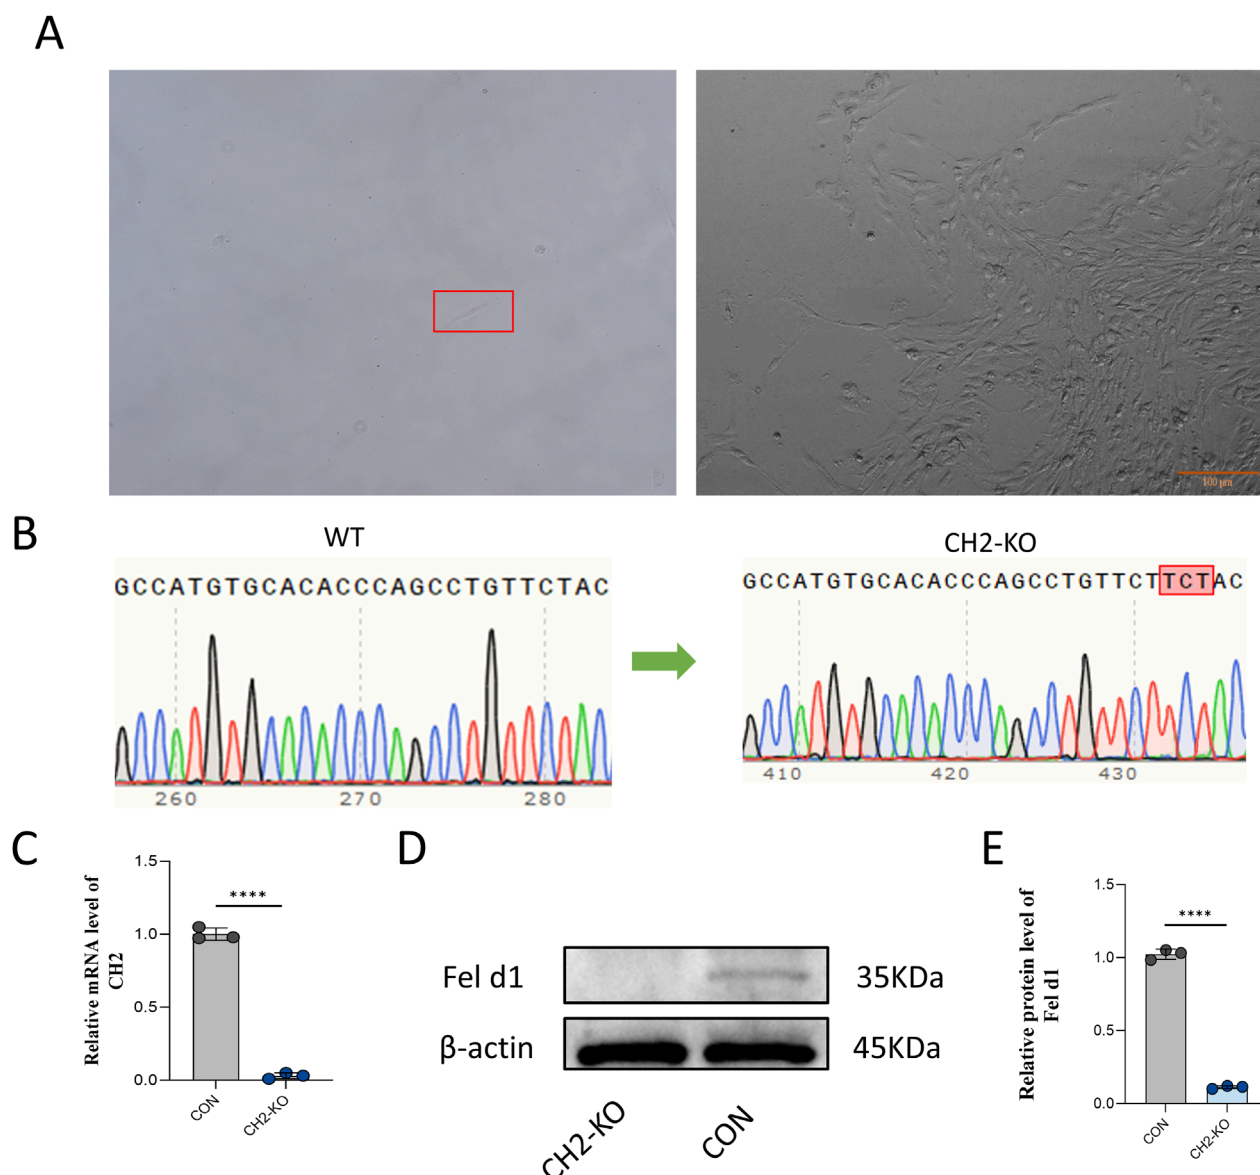 A
100 μm
B
WT
CH2-KO
GCCATGTGCACACCCAGCCTGTTCTAC
GCCATGTGCACACCCAGCCTGTTCTTCTAC
260 270 280
410 420 430
C
D
E
Relative mRNA level of
CH2
1.5
1.0
0.5
0.0
****
CON
CH2-KO
Fel d1
35KDa
β-actin
45KDa
CH2-KO
CON
Relative protein level of
Fel d1
1.5
1.0
0.5
0.0
****
CON
CH2-KO